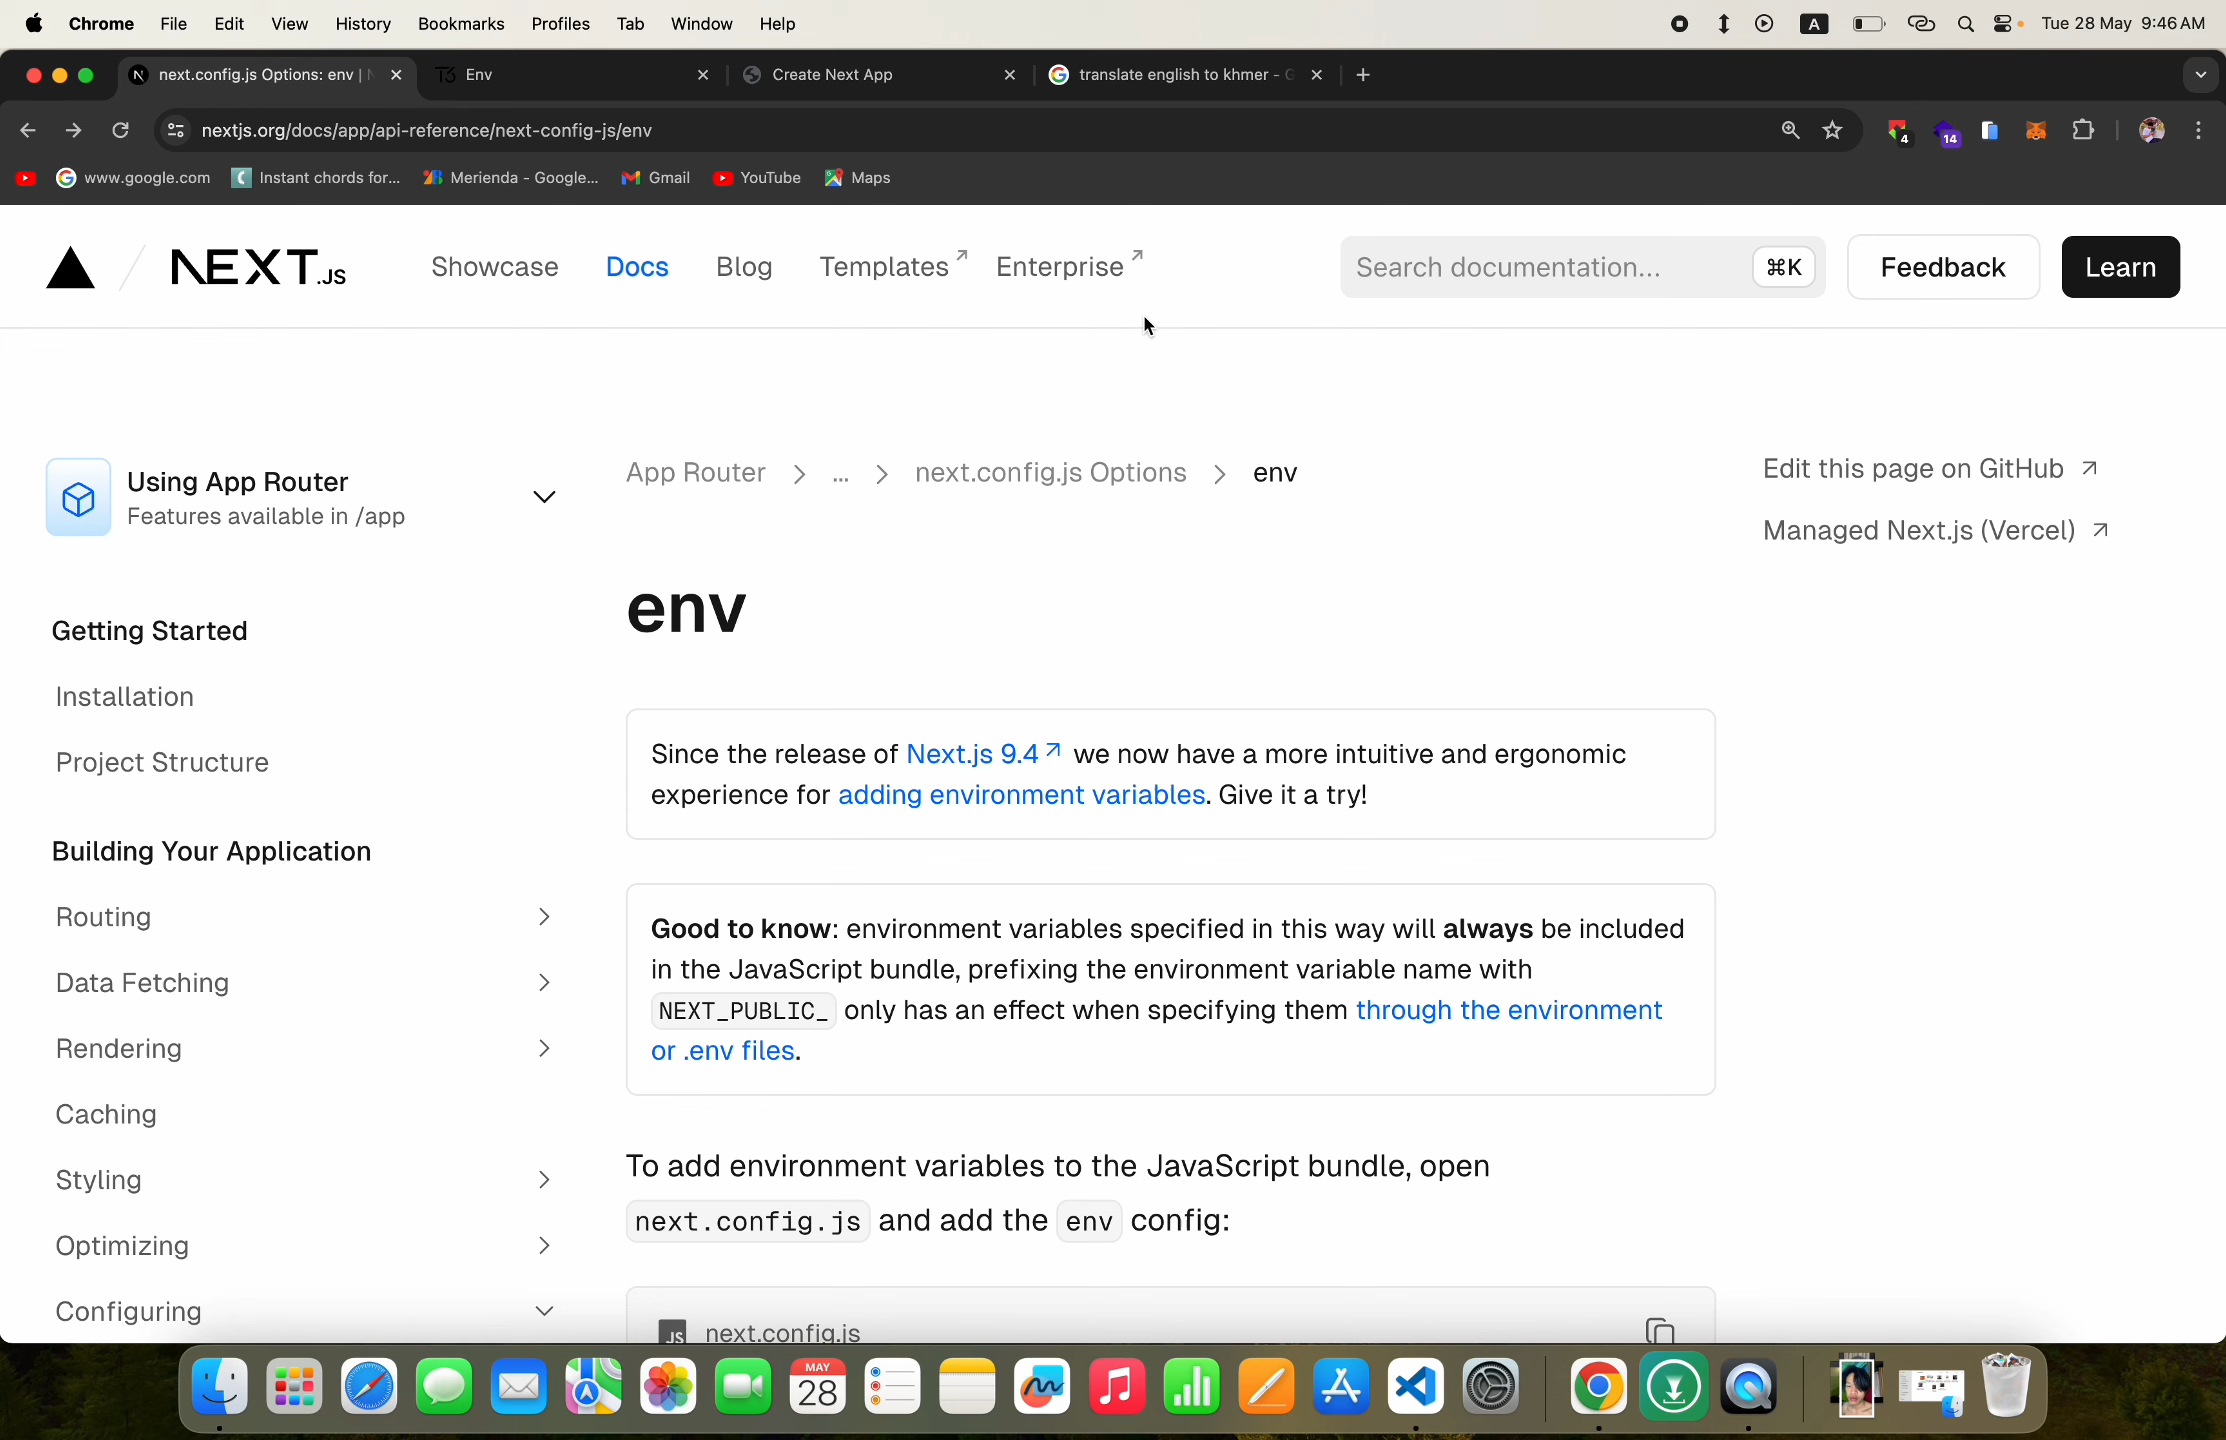 Chrome File Edit View History Bookmarks Profiles Tab Window Help A Tue 28 May 9:46 AM
next.config.js Options: env | Env Create Next App translate english to khmer -
nextjs.org/docs/app/api-reference/next-config-js/env 4 14
www.google.com Instant chords for... Merienda - Google... Gmail YouTube Maps
NEXT.JS Showcase Docs Blog Templates Enterprise Search documentation... ⌘K Feedback Learn
Using App Router
Features available in /app
Getting Started
Installation
Project Structure
Building Your Application
Routing
Data Fetching
Rendering
Caching
Styling
Optimizing
Configuring
App Router > ... > next.config.js Options > env
env
Since the release of Next.js 9.4 we now have a more intuitive and ergonomic
experience for adding environment variables. Give it a try!
Good to know: environment variables specified in this way will always be included
in the JavaScript bundle, prefixing the environment variable name with
NEXT_PUBLIC_ only has an effect when specifying them through the environment
or .env files.
To add environment variables to the JavaScript bundle, open
next.config.js and add the env config:
JS next.config.js
Edit this page on GitHub
Managed Next.js (Vercel)
MAY
28